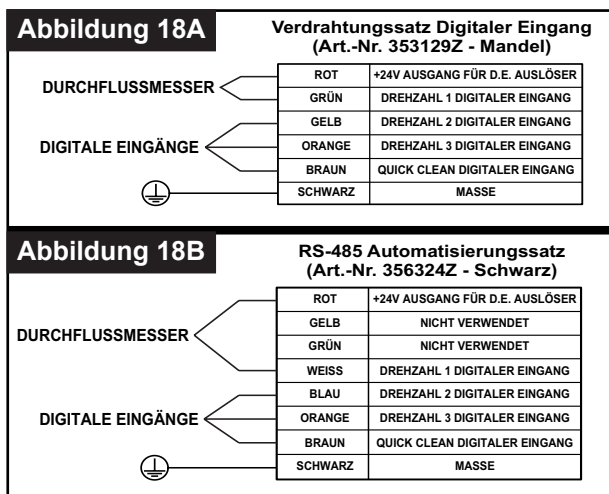 Abbildung 18A
Verdrahtungssatz Digitaler Eingang
(Art.-Nr. 353129Z - Mandel)
DURCHFLUSSMESSER
DIGITALE EINGÄNGE
ROT +24V AUSGANG FÜR D.E. AUSLÖSER
GRÜN DREHZAHL 1 DIGITALER EINGANG
GELB DREHZAHL 2 DIGITALER EINGANG
ORANGE DREHZAHL 3 DIGITALER EINGANG
BRAUN QUICK CLEAN DIGITALER EINGANG
SCHWARZ MASSE
Abbildung 18B
RS-485 Automatisierungssatz
(Art.-Nr. 356324Z - Schwarz)
DURCHFLUSSMESSER
DIGITALE EINGÄNGE
ROT +24V AUSGANG FÜR D.E. AUSLÖSER
GELB NICHT VERWENDET
GRÜN NICHT VERWENDET
WEISS DREHZAHL 1 DIGITALER EINGANG
BLAU DREHZAHL 2 DIGITALER EINGANG
ORANGE DREHZAHL 3 DIGITALER EINGANG
BRAUN QUICK CLEAN DIGITALER EINGANG
SCHWARZ MASSE